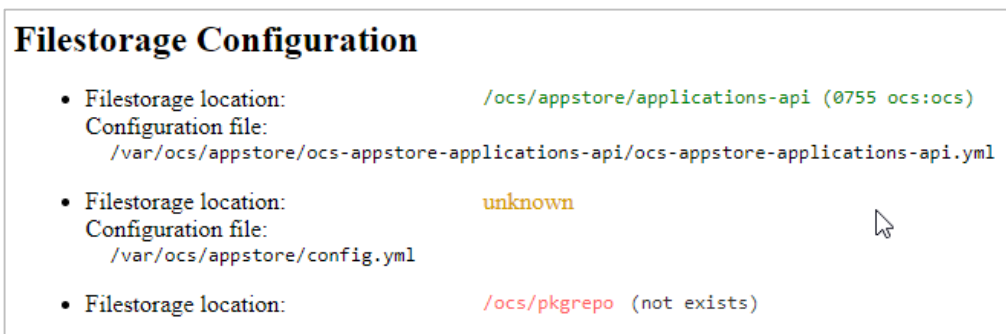 Filestorage Configuration
• Filestorage location: /ocs/appstore/applications-api (0755 ocs:ocs)
Configuration file:
/var/ocs/appstore/ocs-appstore-applications-api/ocs-appstore-applications-api.yml
• Filestorage location: unknown
Configuration file:
/var/ocs/appstore/config.yml
• Filestorage location: /ocs/pkgrepo (not exists)